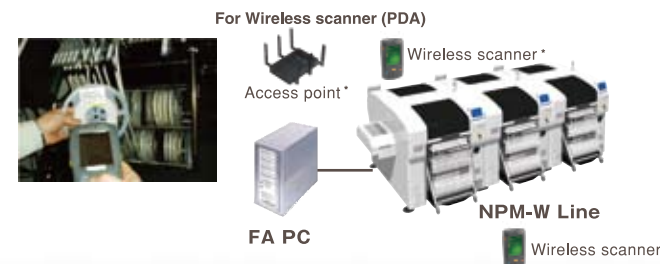 For Wireless scanner (PDA)
Wireless scanner*
Access point*
NPM-W Line
FA PC
Wireless scanner